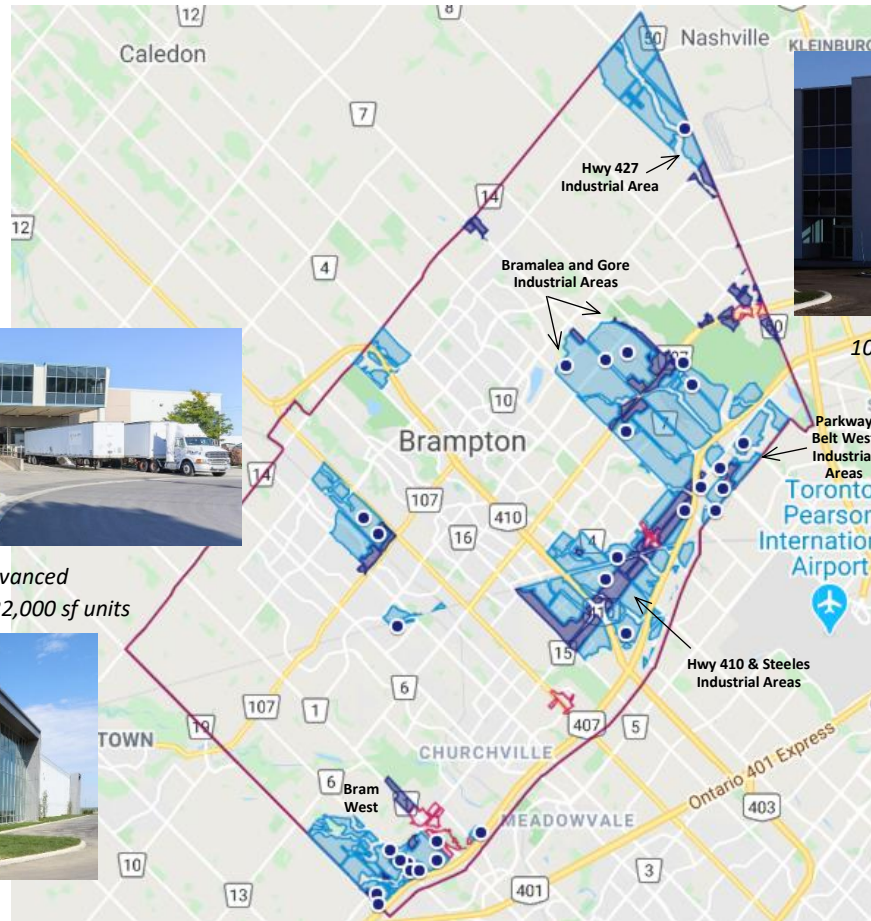 12
8
50
Nashville
KLEINBURG
Caledon
7
Hwy 427
Industrial Area
14
12
4
Bramalea and Gore
Industrial Areas
50
107
10
10
7
Brampton
Parkway
Belt West
Industrial
Areas
14
107
410
16
4
Toronto
Pearson
International
Airport
vanced
2,000 sf units
410
15
Hwy 410 & Steeles
Industrial Areas
6
107
1
19
407
5
TOWN
CHURCHVILLE
6
Bram
West
Ontario 401 Express
403
MEADOWVALE
10
3
13
401